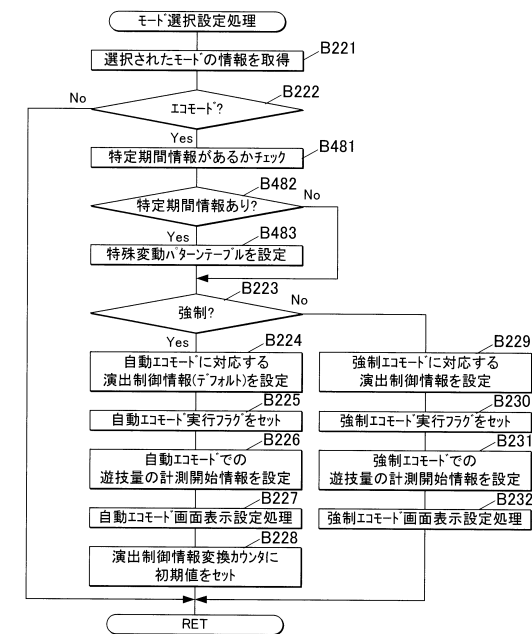 モード選択設定処理
B221
選択されたモードの情報を取得
B222
No
エコモード?
Yes
B481
特定期間情報があるかチェック
B482
No
特定期間情報あり?
Yes
B483
特殊変動パターンテーブルを設定
B223
強制?
No
Yes
B224
自動エコモードに対応する
演出制御情報(デフォルト)を設定
B225
自動エコモード実行フラグをセット
B226
自動エコモードでの
遊技量の計測開始情報を設定
B227
自動エコモード画面表示設定処理
B228
演出制御情報変換カウンタに
初期値をセット
B229
強制エコモードに対応する
演出制御情報を設定
B230
強制エコモード実行フラグをセット
B231
強制エコモードでの
遊技量の計測開始情報を設定
B232
強制エコモード画面表示設定処理
RET